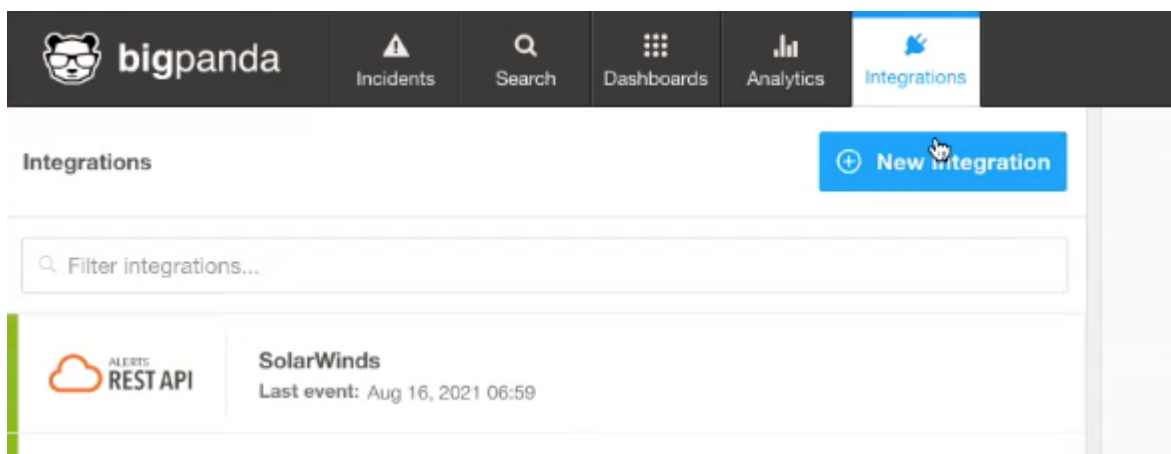 bigpanda
Incidents
Search
Dashboards
Analytics
Integrations
Integrations
New Integration
Filter integrations...
ALERTS
REST API
SolarWinds
Last event: Aug 16, 2021 06:59